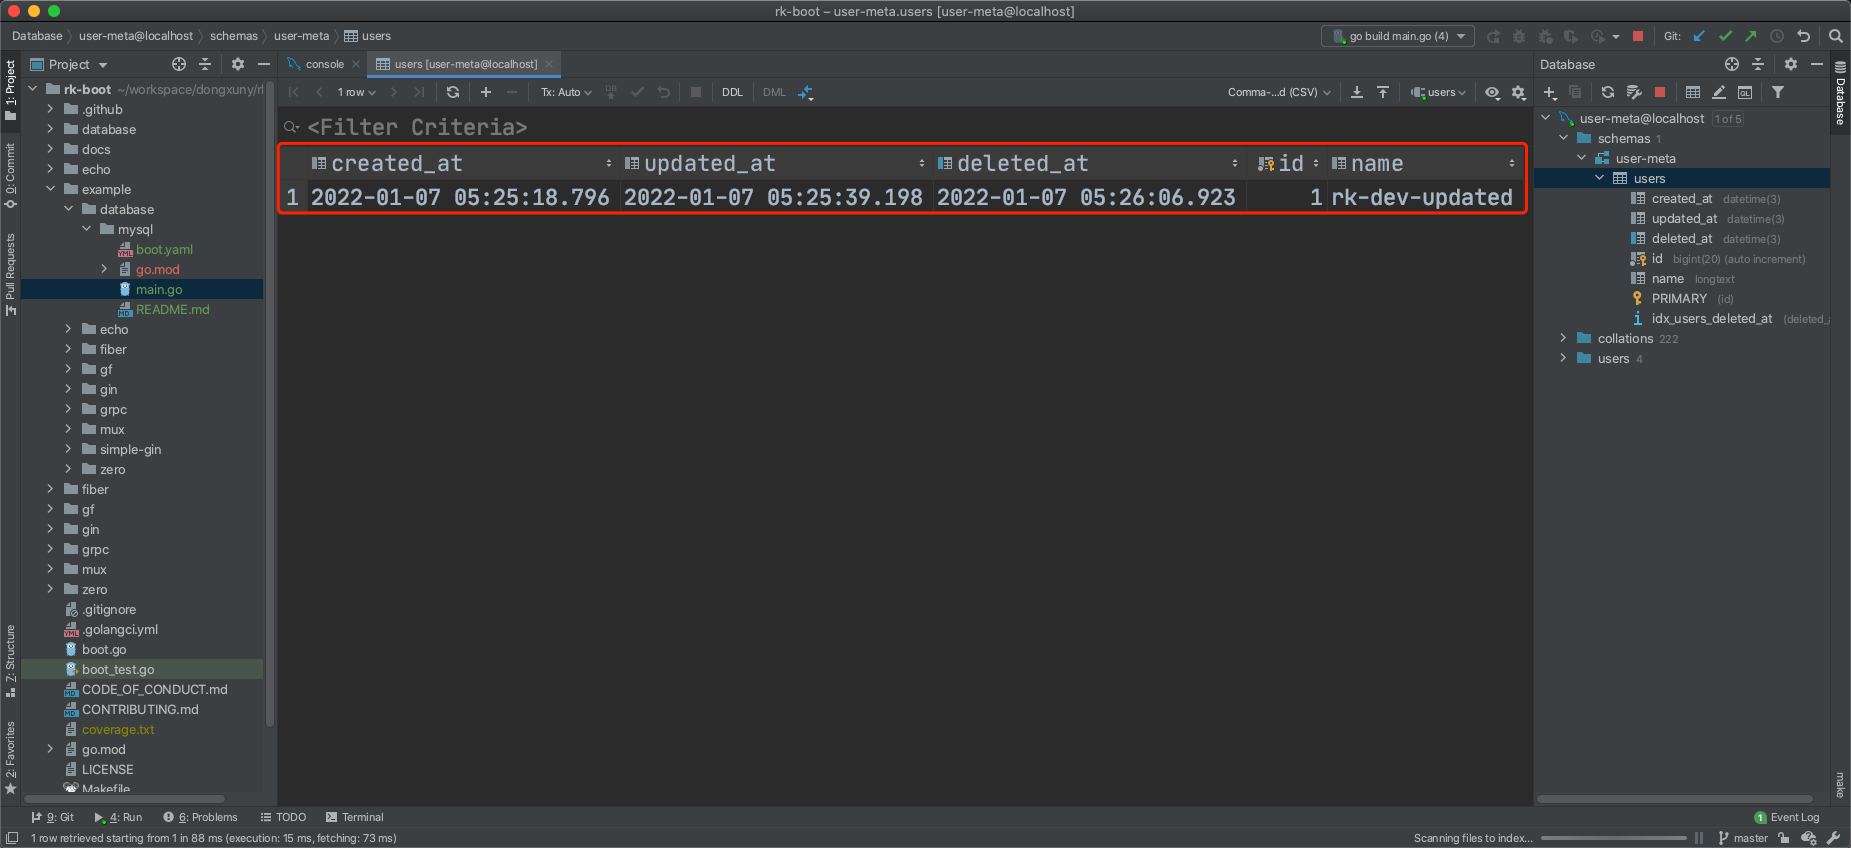 rk-boot – user-meta.users [user-meta@localhost]
Database user-meta@localhost schemas user-meta users
go build main.go (4)
Git:
1: Project
0: Commit
Pull Requests
Z: Structure
2: Favorites
Project
rk-boot ~/workspace/dongxuny/r
.github
database
docs
echo
example
database
mysql
boot.yaml
go.mod
main.go
README.md
echo
fiber
gf
gin
grpc
mux
simple-gin
zero
fiber
gf
gin
grpc
mux
zero
.gitignore
.golangci.yml
boot.go
boot_test.go
CODE_OF_CONDUCT.md
CONTRIBUTING.md
coverage.txt
go.mod
LICENSE
Makefile
console
users [user-meta@localhost]
1 row
Tx: Auto
DB
DDL
DML
Comma-...d (CSV)
users
<Filter Criteria>
created_at updated_at deleted_at id name
1 2022-01-07 05:25:18.796 2022-01-07 05:25:39.198 2022-01-07 05:26:06.923 1 rk-dev-updated
Database
QL
user-meta@localhost 1 of 5
schemas 1
user-meta
users
created_at datetime(3)
updated_at datetime(3)
deleted_at datetime(3)
id bigint(20) (auto increment)
name longtext
PRIMARY (id)
idx_users_deleted_at (deleted_
collations 222
users 4
Database
make
9: Git
4: Run
6: Problems
TODO
Terminal
1 Event Log
1 row retrieved starting from 1 in 88 ms (execution: 15 ms, fetching: 73 ms)
Scanning files to index...
master